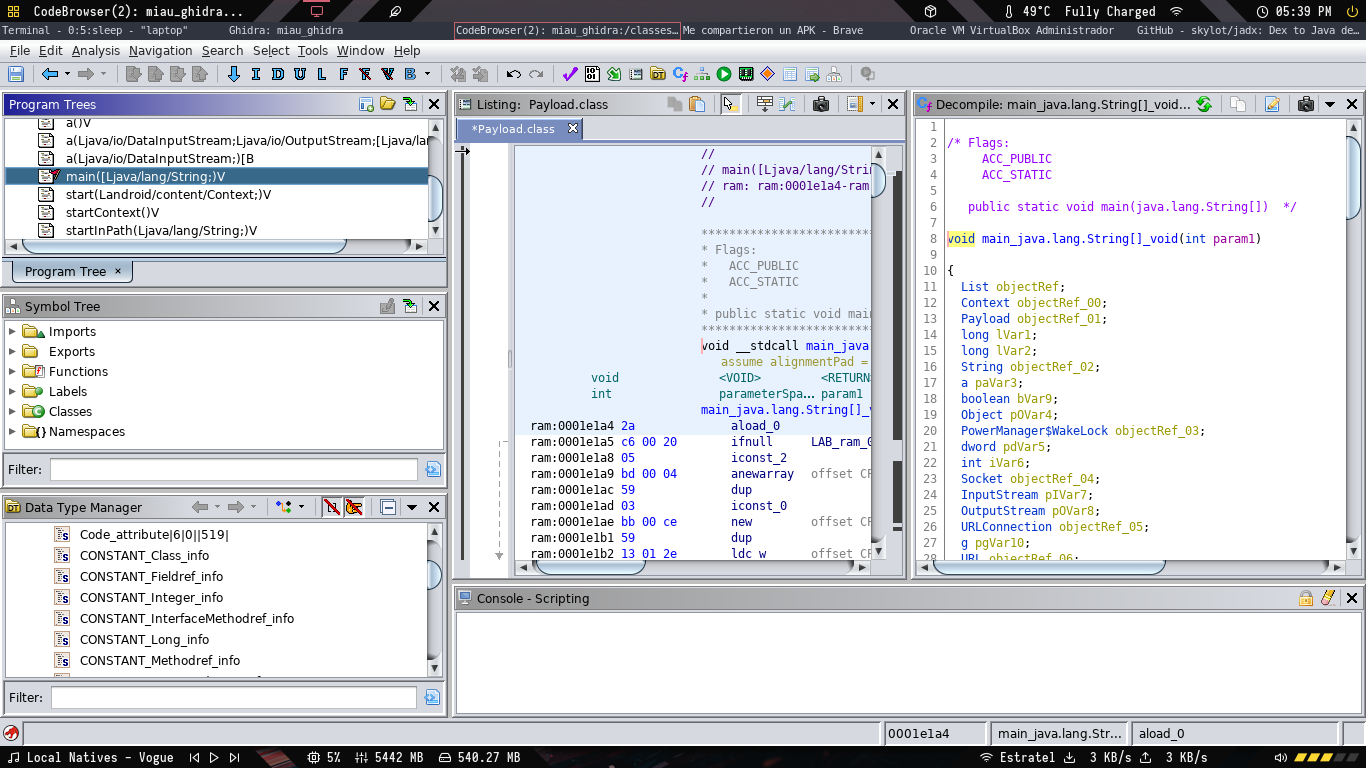 CodeBrowser(2): miau_ghidra...
49°C Fully Charged 05:39 PM
Terminal - 0:5:sleep - "laptop" Ghidra: miau_ghidra CodeBrowser(2): miau_ghidra:/classes… Me compartieron un APK - Brave Oracle VM VirtualBox Administrador GitHub - skylot/jadx: Dex to Java de…
File Edit Analysis Navigation Search Select Tools Window Help
I D U L F R V B
Program Trees
a()V
a(Ljava/io/DataInputStream;Ljava/io/OutputStream;[Ljava/la
a(Ljava/io/DataInputStream;)[B
main([Ljava/lang/String;)V
start(Landroid/content/Context;)V
startContext()V
startInPath(Ljava/lang/String;)V
Program Tree ×
Symbol Tree
Imports
Exports
Functions
Labels
Classes
Namespaces
Filter:
Data Type Manager
Code_attribute|6|0||519|
CONSTANT_Class_info
CONSTANT_Fieldref_info
CONSTANT_Integer_info
CONSTANT_InterfaceMethodref_info
CONSTANT_Long_info
CONSTANT_Methodref_info
Filter:
Listing: Payload.class
*Payload.class
//
// main([Ljava/lang/Stri
// ram: ram:0001e1a4-ram
//
************************
* Flags:
* ACC_PUBLIC
* ACC_STATIC
*
* public static void mai
************************
void __stdcall main_java
assume alignmentPad =
void <VOID> <RETURN
int parameterSpa... param1
main_java.lang.String[]_v
ram:0001e1a4 2a aload_0
ram:0001e1a5 c6 00 20 ifnull LAB_ram_0
ram:0001e1a8 05 iconst_2
ram:0001e1a9 bd 00 04 anewarray offset CP
ram:0001e1ac 59 dup
ram:0001e1ad 03 iconst_0
ram:0001e1ae bb 00 ce new offset CP
ram:0001e1b1 59 dup
ram:0001e1b2 13 01 2e ldc_w offset CP
Decompile: main_java.lang.String[]_void...
1
2 /* Flags:
3 ACC_PUBLIC
4 ACC_STATIC
5
6 public static void main(java.lang.String[]) */
7
8 void main_java.lang.String[]_void(int param1)
9
10 {
11 List objectRef;
12 Context objectRef_00;
13 Payload objectRef_01;
14 long lVar1;
15 long lVar2;
16 String objectRef_02;
17 a paVar3;
18 boolean bVar9;
19 Object pOVar4;
20 PowerManager$WakeLock objectRef_03;
21 dword pdVar5;
22 int iVar6;
23 Socket objectRef_04;
24 InputStream pIVar7;
25 OutputStream pOVar8;
26 URLConnection objectRef_05;
27 g pgVar10;
28 URL objectRef_06;
Console - Scripting
0001e1a4 main_java.lang.Str... aload_0
Local Natives - Vogue 5% 5442 MB 540.27 MB Estratel 3 KB/s 3 KB/s